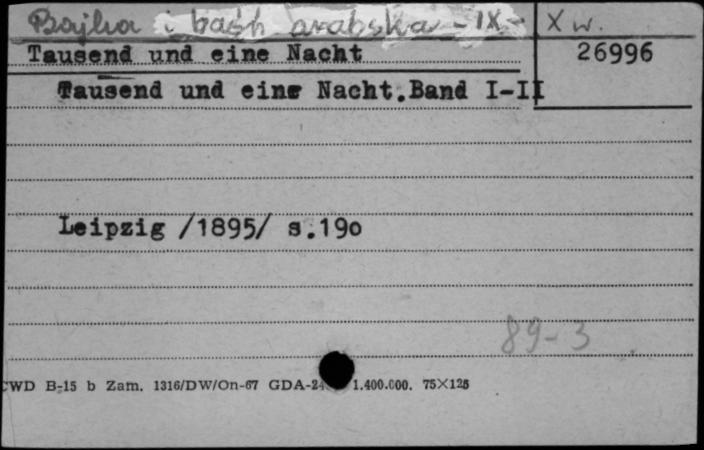 Bajka i baśń arabska - IX - X w.
Tausend und eine Nacht 26996
Tausend und eine Nacht.Band I-II
Leipzig /1895/ s.190
89-3
CWD B-15 b Zam. 1316/DW/On-67 GDA-2 1.400.000. 75X125